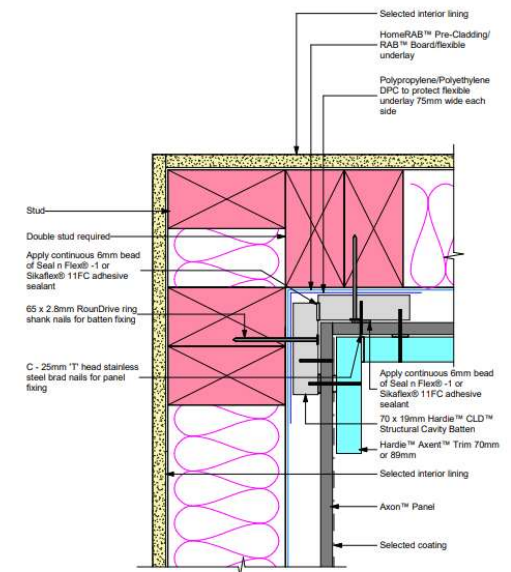 Selected interior lining
HomeRAB™ Pre-Cladding/
RAB™ Board/flexible
underlay
Polypropylene/Polyethylene
DPC to protect flexible
underlay 75mm wide each
side
Stud
Double stud required
Apply continuous 6mm bead
of Seal n Flex® -1 or
Sikaflex® 11FC adhesive
sealant
65 x 2.8mm RounDrive ring
shank nails for batten fixing
C - 25mm 'T' head stainless
steel brad nails for panel
fixing
Apply continuous 6mm bead
of Seal n Flex® -1 or
Sikaflex® 11FC adhesive
sealant
70 x 19mm Hardie™ CLD™
Structural Cavity Batten
Hardie™ Axent™ Trim 70mm
or 89mm
Selected interior lining
Axon™ Panel
Selected coating